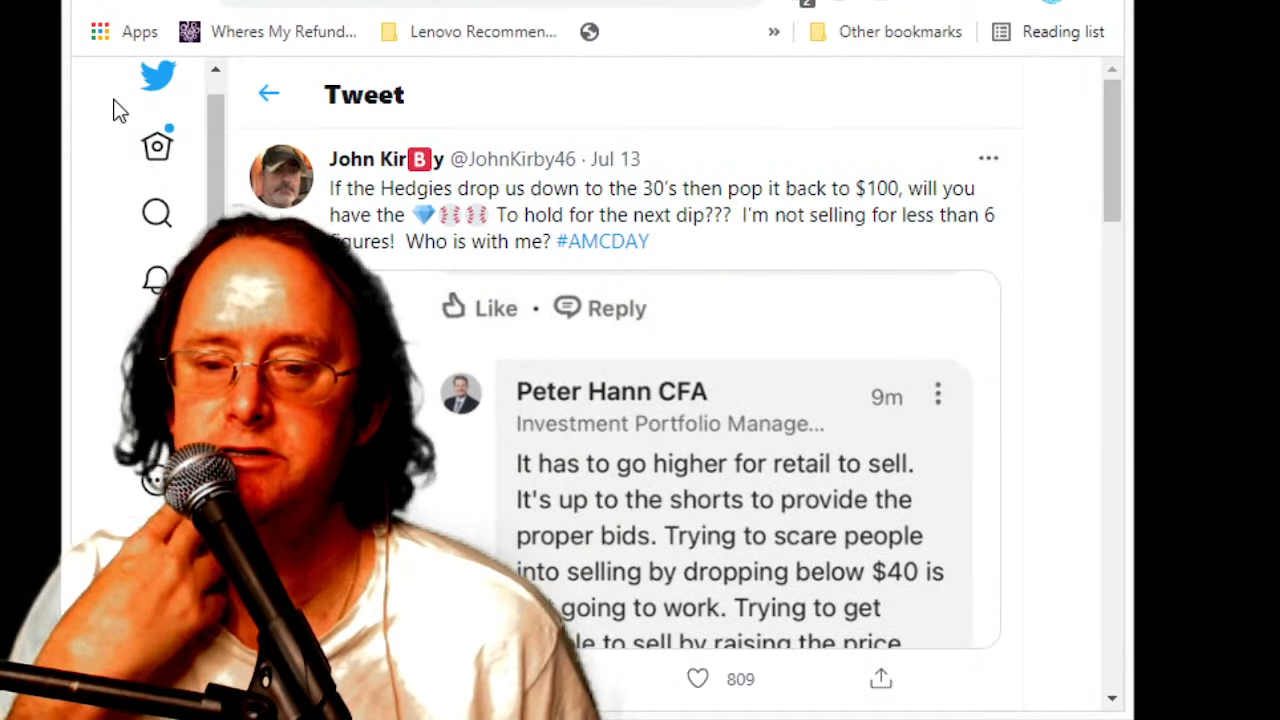 2
Apps Wheres My Refund... Lenovo Recommen... » Other bookmarks Reading list
Tweet
John Kir🅱y @JohnKirby46 · Jul 13
If the Hedgies drop us down to the 30's then pop it back to $100, will you
have the 💎⚾⚾ To hold for the next dip??? I'm not selling for less than 6
figures! Who is with me? #AMCDAY
Like · Reply
Peter Hann CFA 9m
Investment Portfolio Manage...
It has to go higher for retail to sell.
It's up to the shorts to provide the
proper bids. Trying to scare people
into selling by dropping below $40 is
going to work. Trying to get
to sell by raising the price
809